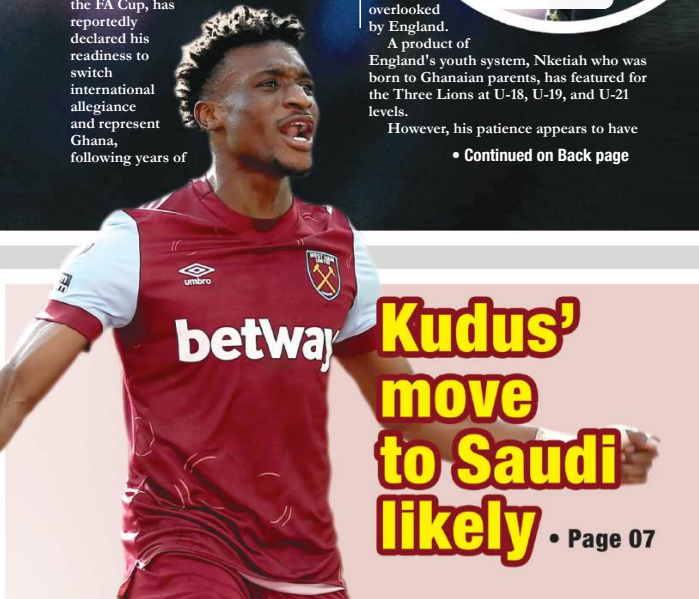 the FA Cup, has
reportedly
declared his
readiness to
switch
international
allegiance
and represent
Ghana,
following years of
overlooked
by England.
A product of
England's youth system, Nketiah who was
born to Ghanaian parents, has featured for
the Three Lions at U-18, U-19, and U-21
levels.
However, his patience appears to have
• Continued on Back page
umbro
WEST HAM
UNITED
betway
Kudus'
move
to Saudi
likely • Page 07